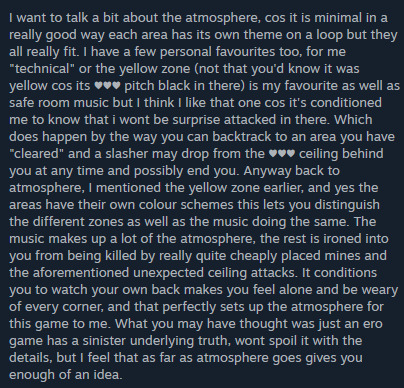 I want to talk a bit about the atmosphere, cos it is minimal in a
really good way each area has its own theme on a loop but they
all really fit. I have a few personal favourites too, for me
"technical" or the yellow zone (not that you'd know it was
yellow cos its ♥♥♥ pitch black in there) is my favourite as well as
safe room music but I think I like that one cos it's conditioned
me to know that i wont be surprise attacked in there. Which
does happen by the way you can backtrack to an area you have
"cleared" and a slasher may drop from the ♥♥♥ ceiling behind
you at any time and possibly end you. Anyway back to
atmosphere, I mentioned the yellow zone earlier, and yes the
areas have their own colour schemes this lets you distinguish
the different zones as well as the music doing the same. The
music makes up a lot of the atmosphere, the rest is ironed into
you from being killed by really quite cheaply placed mines and
the aforementioned unexpected ceiling attacks. It conditions
you to watch your own back makes you feel alone and be weary
of every corner, and that perfectly sets up the atmosphere for
this game to me. What you may have thought was just an ero
game has a sinister underlying truth, wont spoil it with the
details, but I feel that as far as atmosphere goes gives you
enough of an idea.